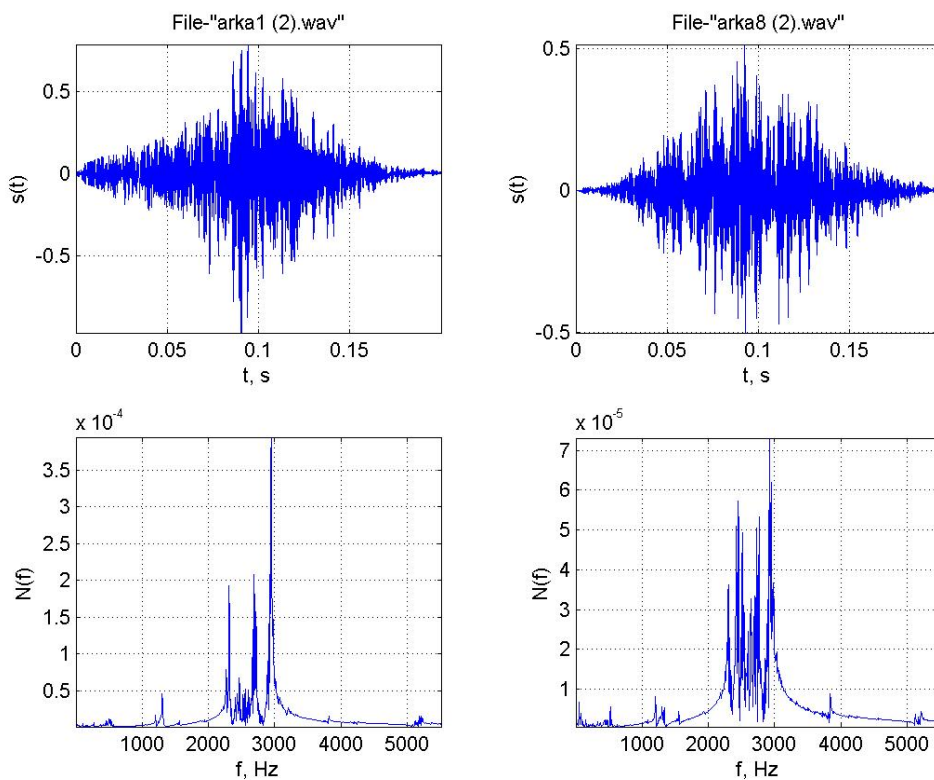 File-"arka1 (2).wav"
File-"arka8 (2).wav"
0.5
0
-0.5
s(t)
0 0.05 0.1 0.15
t, s
0.5
0
-0.5
s(t)
0 0.05 0.1 0.15
t, s
x 10⁻⁴
3.5
3
2.5
2
1.5
1
0.5
N(f)
1000 2000 3000 4000 5000
f, Hz
x 10⁻⁵
7
6
5
4
3
2
1
N(f)
1000 2000 3000 4000 5000
f, Hz